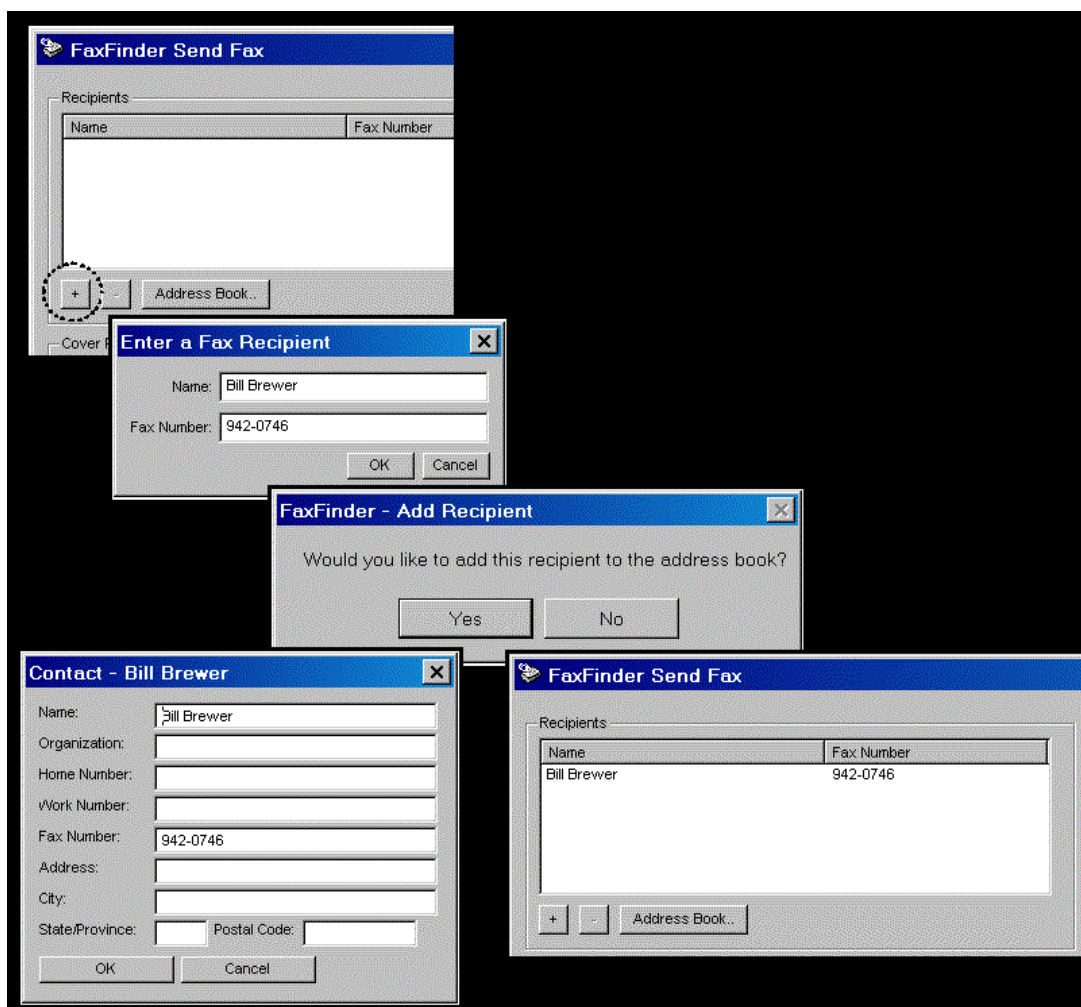 FaxFinder Send Fax
Recipients
Name Fax Number
+ - Address Book..
Cover
Enter a Fax Recipient
Name: Bill Brewer
Fax Number: 942-0746
OK Cancel
FaxFinder - Add Recipient
Would you like to add this recipient to the address book?
Yes No
Contact - Bill Brewer
Name: Bill Brewer
Organization:
Home Number:
Work Number:
Fax Number: 942-0746
Address:
City:
State/Province: Postal Code:
OK Cancel
FaxFinder Send Fax
Recipients
Name Fax Number
Bill Brewer 942-0746
+ - Address Book..